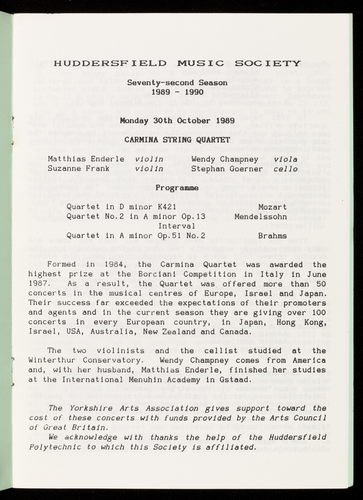 HUDDERSFIELD MUSIC SOCIETY
Seventy-second Season
1989 - 1990
Monday 30th October 1989
CARMINA STRING QUARTET
Matthias Enderle violin Wendy Champney viola
Suzanne Frank violin Stephan Goerner cello
Programme
Quartet in D minor K421 Mozart
Quartet No.2 in A minor Op.13 Mendelssohn
Interval
Quartet in A minor Op.51 No.2 Brahms
Formed in 1984, the Carmina Quartet was awarded the
highest prize at the Borciani Competition in Italy in June
1987. As a result, the Quartet was offered more than 50
concerts in the musical centres of Europe, Israel and Japan.
Their success far exceeded the expectations of their promoters
and agents and in the current season they are giving over 100
concerts in every European country, in Japan, Hong Kong,
Israel, USA, Australia, New Zealand and Canada.
The two violinists and the cellist studied at the
Winterthur Conservatory. Wendy Champney comes from America
and, with her husband, Matthias Enderle, finished her studies
at the International Menuhin Academy in Gstaad.
The Yorkshire Arts Association gives support toward the
cost of these concerts with funds provided by the Arts Council
of Great Britain.
We acknowledge with thanks the help of the Huddersfield
Polytechnic to which this Society is affiliated.